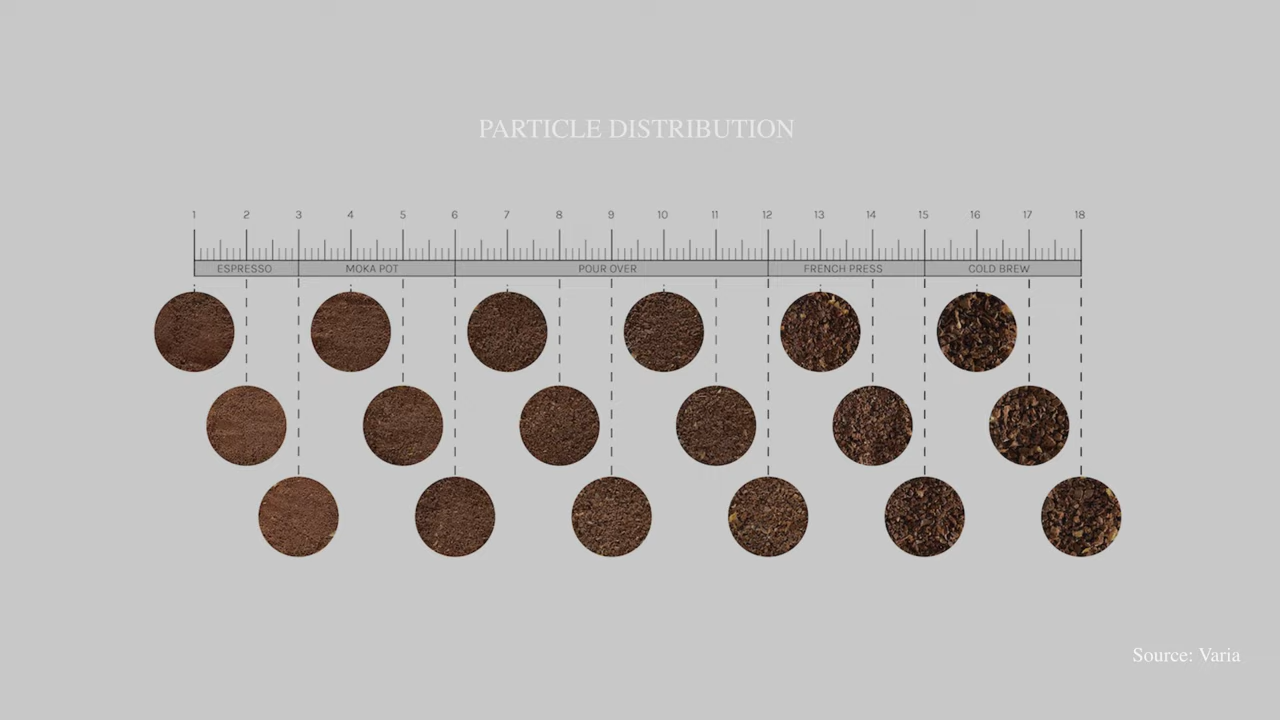 PARTICLE DISTRIBUTION
1 2 3 4 5 6 7 8 9 10 11 12 13 14 15 16 17 18
ESPRESSO MOKA POT POUR OVER FRENCH PRESS COLD BREW
Source: Varia